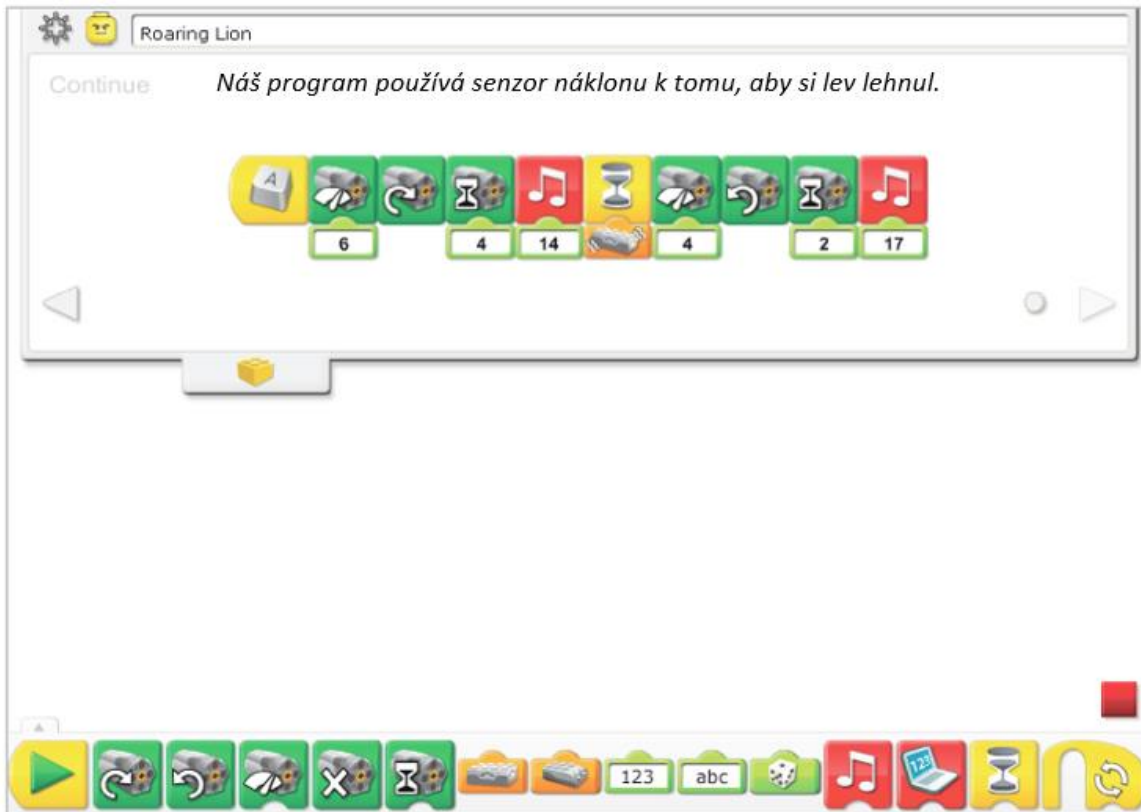 Roaring Lion
Continue
Náš program používá senzor náklonu k tomu, aby si lev lehnul.
A
6 4 14 4 2 17
123 abc 123